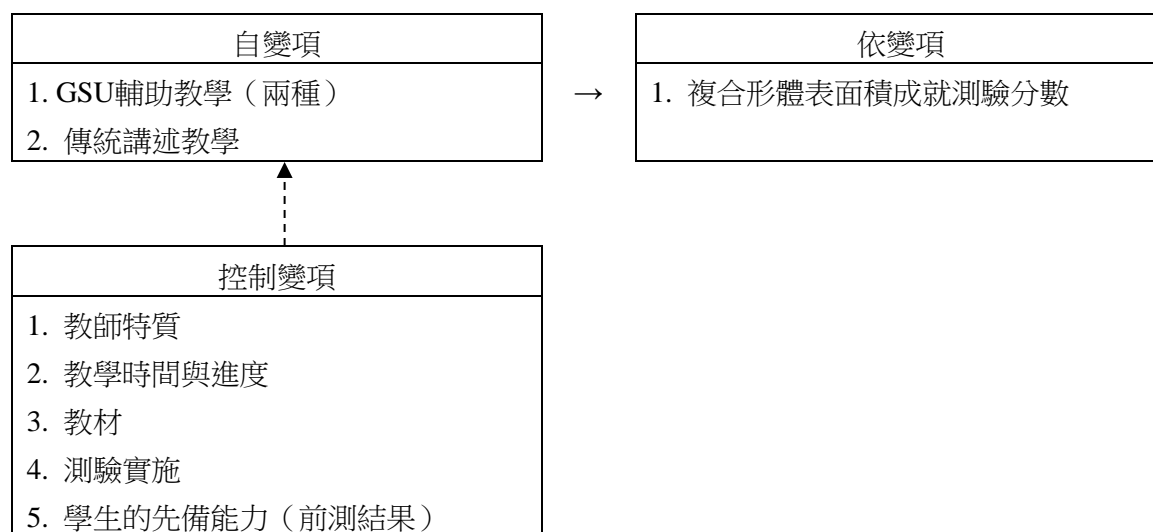 自變項
1. GSU輔助教學（兩種）
2. 傳統講述教學
→
依變項
1. 複合形體表面積成就測驗分數
控制變項
1. 教師特質
2. 教學時間與進度
3. 教材
4. 測驗實施
5. 學生的先備能力（前測結果）